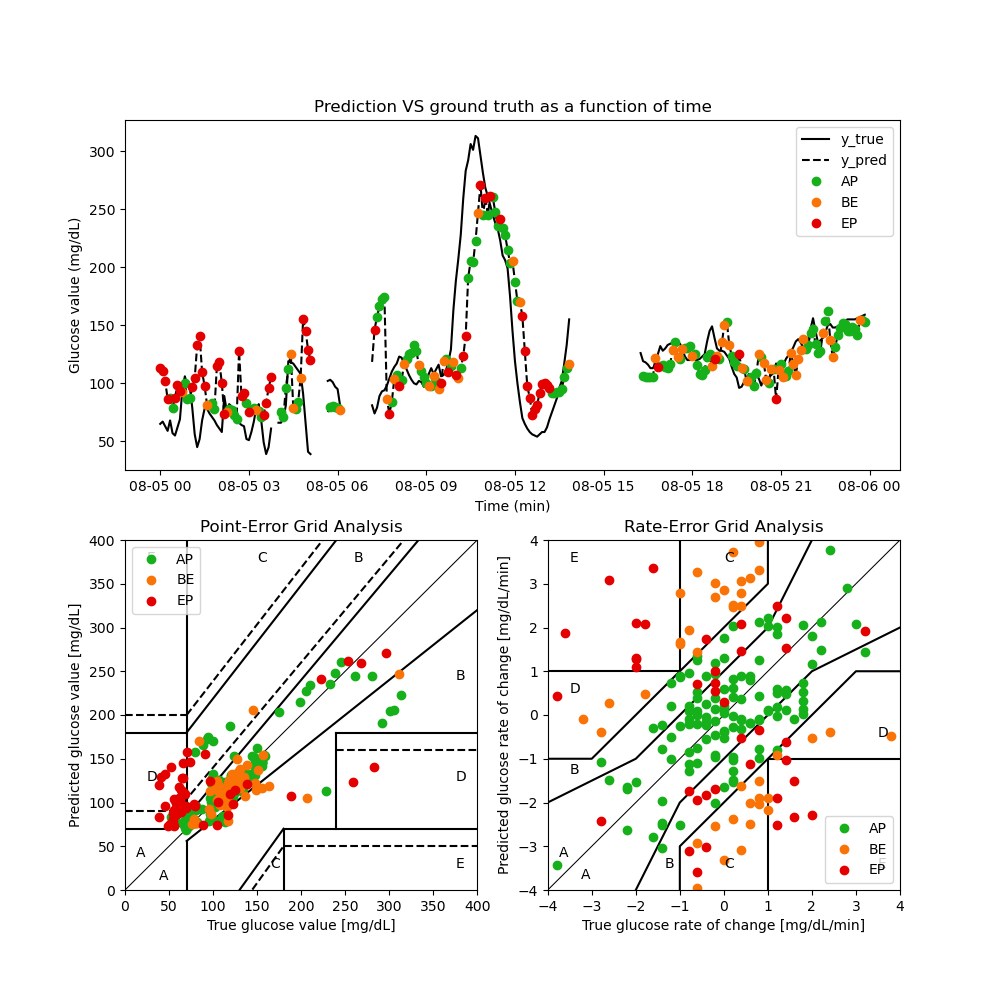 Prediction VS ground truth as a function of time
Glucose value (mg/dL)
300
250
200
150
100
50
y_true
y_pred
AP
BE
EP
08-05 00 08-05 03 08-05 06 08-05 09 08-05 12 08-05 15 08-05 18 08-05 21 08-06 00
Time (min)
Point-Error Grid Analysis
Predicted glucose value [mg/dL]
400
350
300
250
200
150
100
50
0
AP
BE
EP
E
C
B
B
D
D
A
A
C
E
0 50 100 150 200 250 300 350 400
True glucose value [mg/dL]
Rate-Error Grid Analysis
Predicted glucose rate of change [mg/dL/min]
4
3
2
1
0
−1
−2
−3
−4
E
C
D
D
B
A
A
B
C
E
AP
BE
EP
−4 −3 −2 −1 0 1 2 3 4
True glucose rate of change [mg/dL/min]